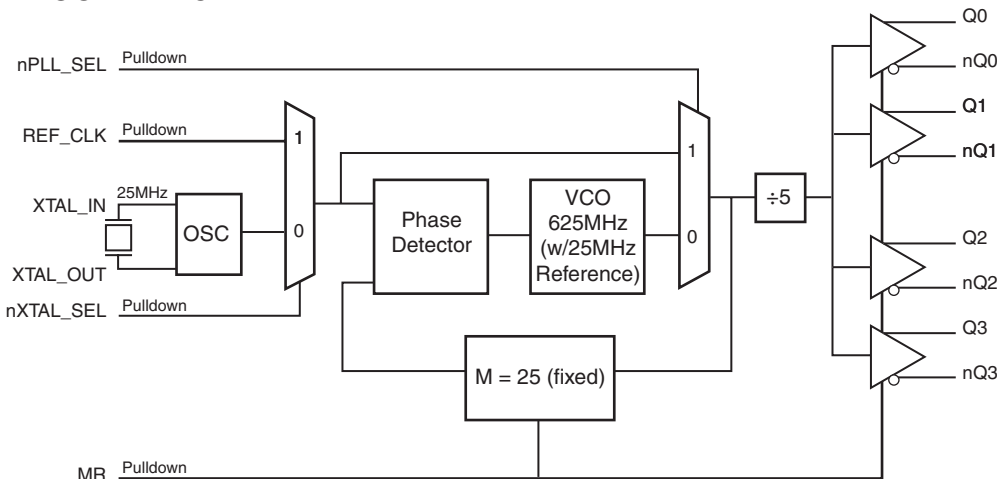 Q0
nPLL_SEL Pulldown
nQ0
Q1
REF_CLK Pulldown
1
1
nQ1
XTAL_IN
25MHz
OSC
0
Phase
Detector
VCO
625MHz
(w/25MHz
Reference)
0
÷5
XTAL_OUT
Q2
nQ2
nXTAL_SEL Pulldown
Q3
M = 25 (fixed)
nQ3
MR Pulldown